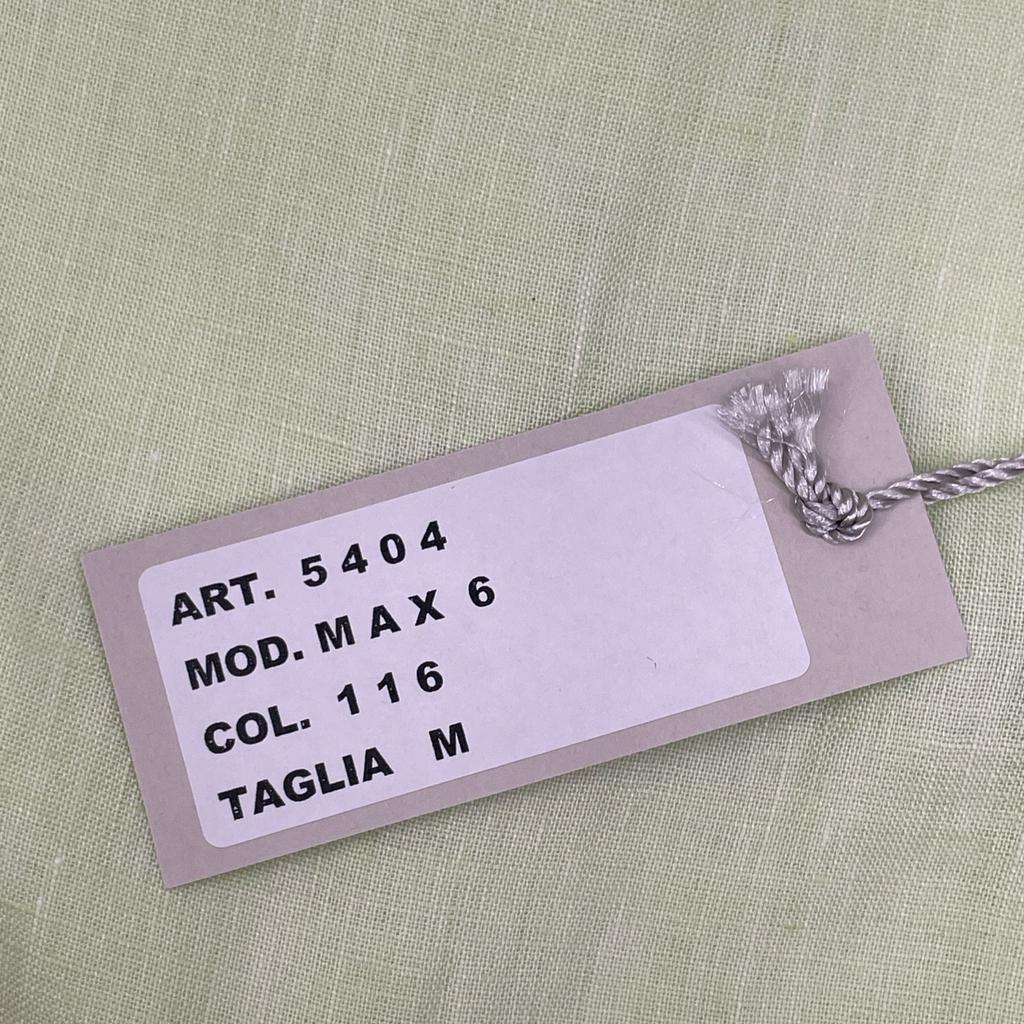 ART. 5404
MOD. MAX 6
COL. 116
TAGLIA M